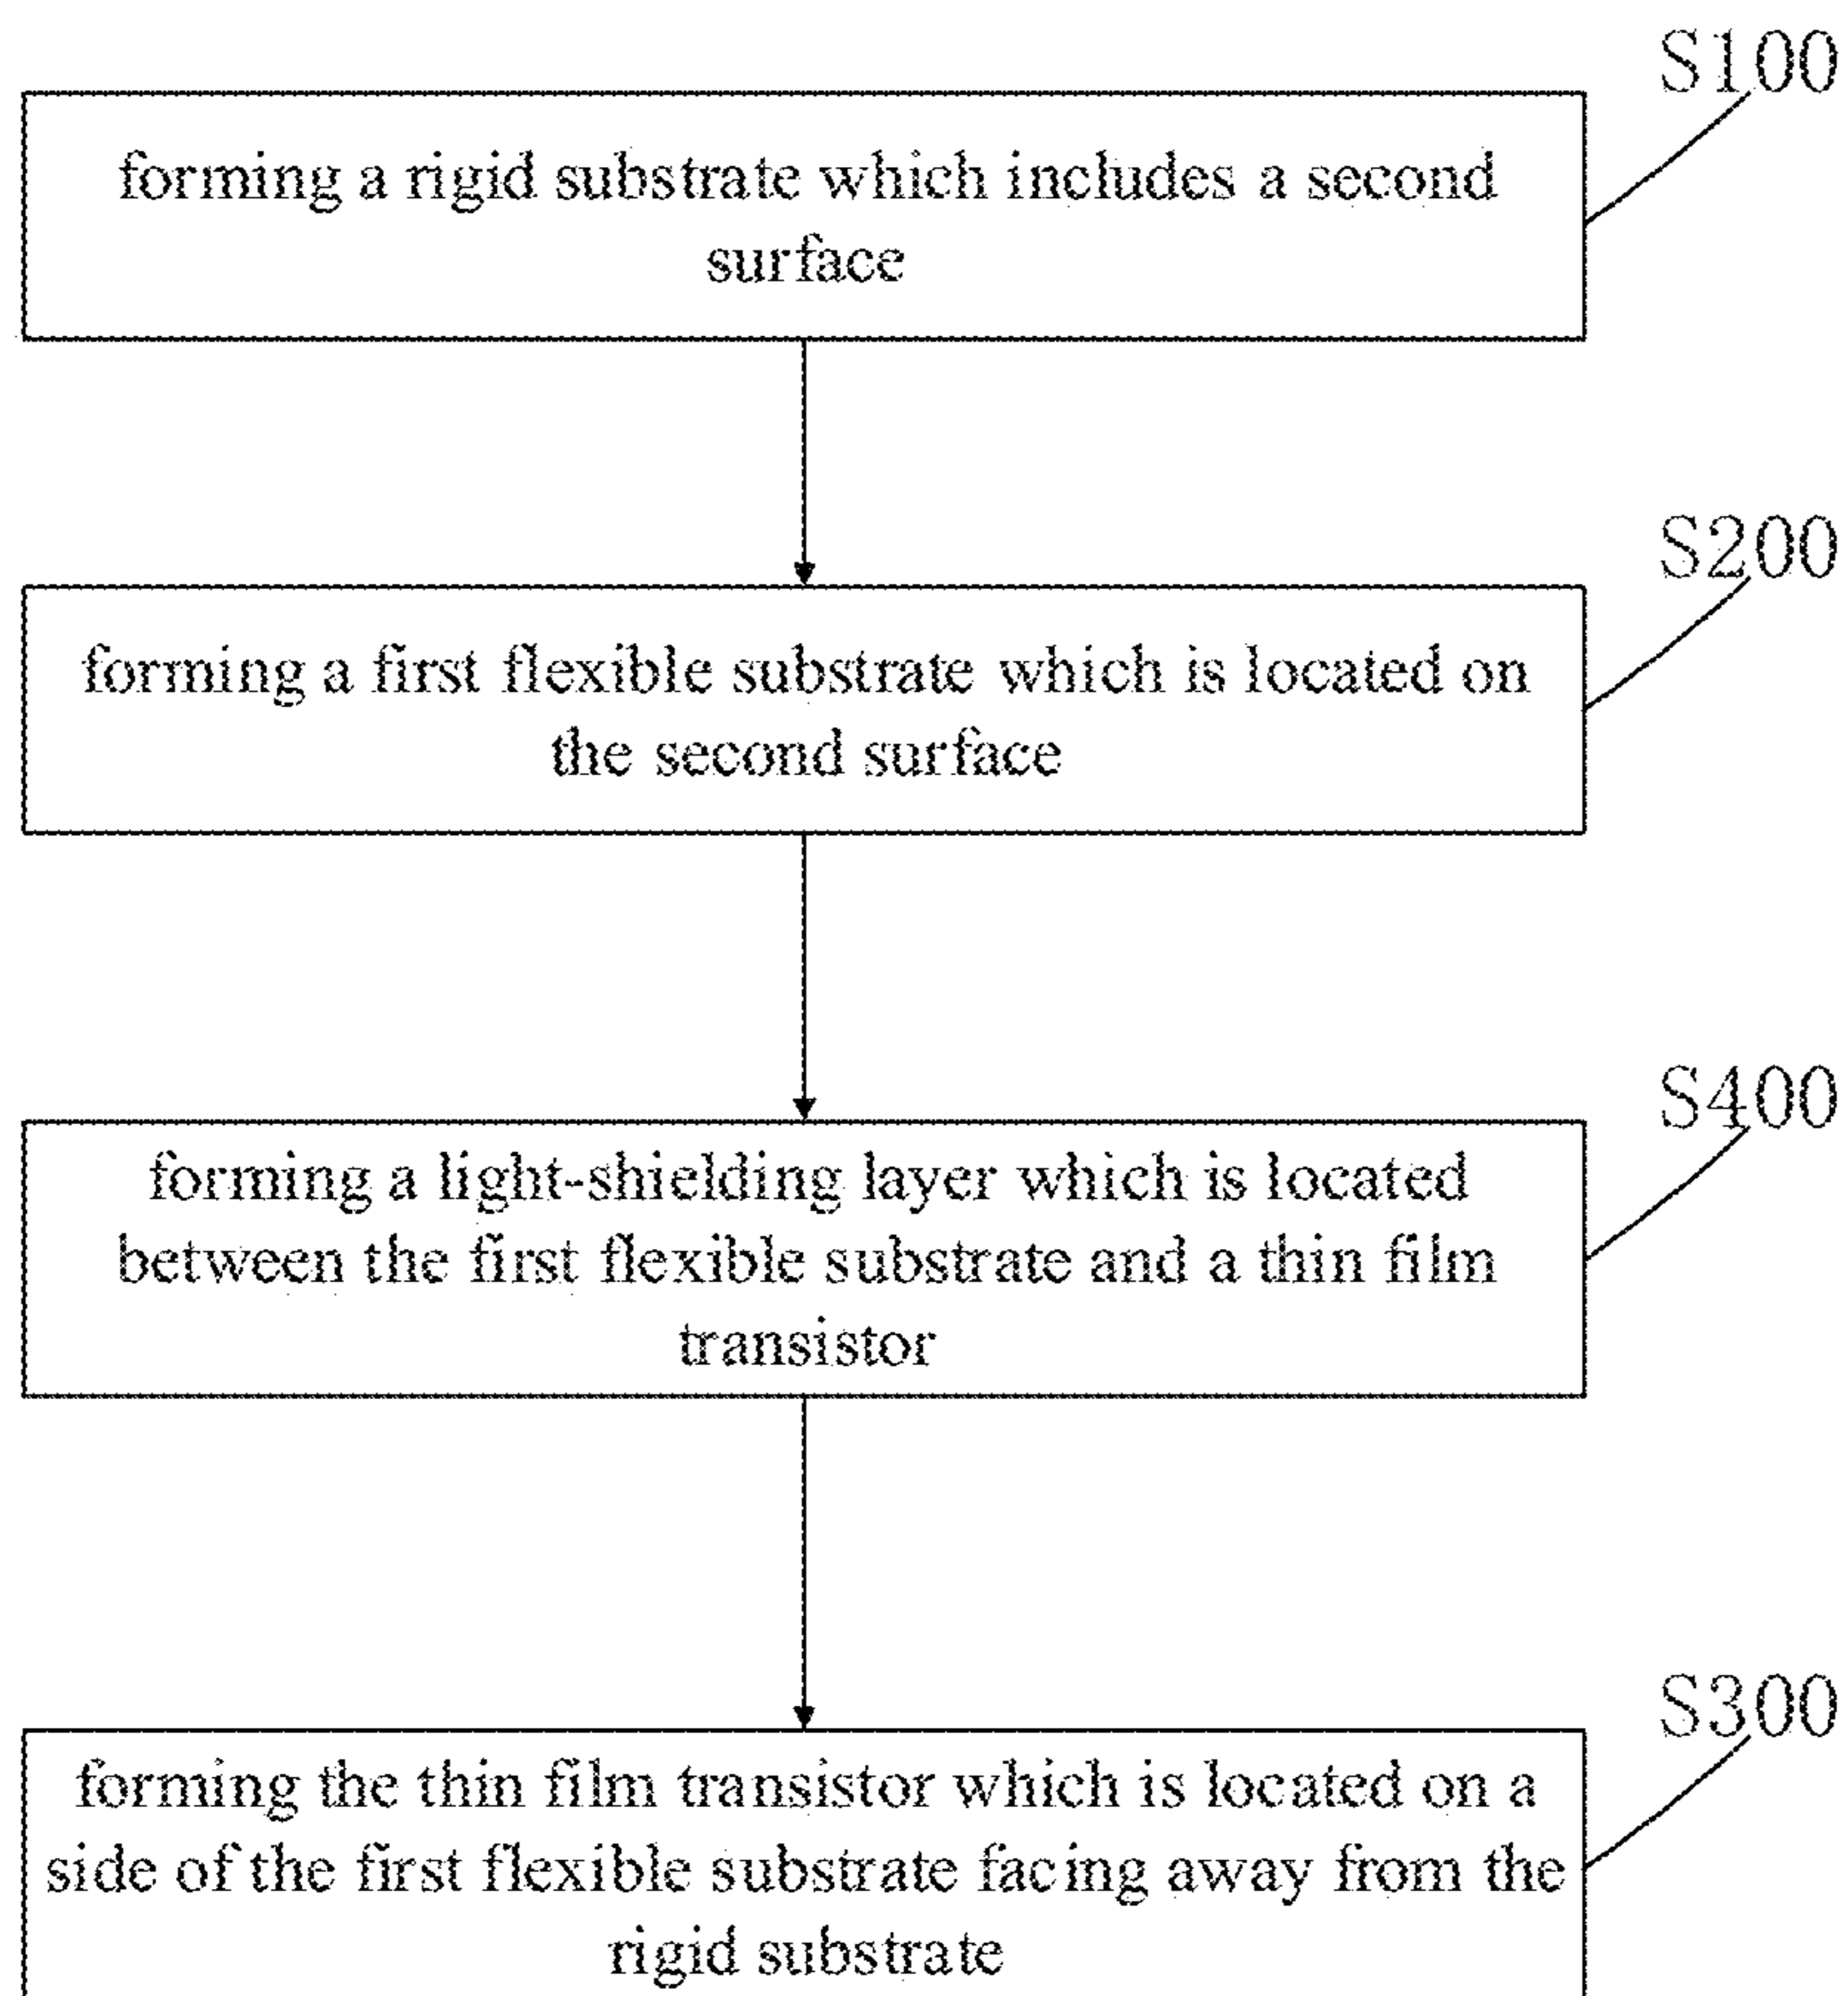 S100
forming a rigid substrate which includes a second
surface
S200
forming a first flexible substrate which is located on
the second surface
S400
forming a light-shielding layer which is located
between the first flexible substrate and a thin film
transistor
S300
forming the thin film transistor which is located on a
side of the first flexible substrate facing away from the
rigid substrate